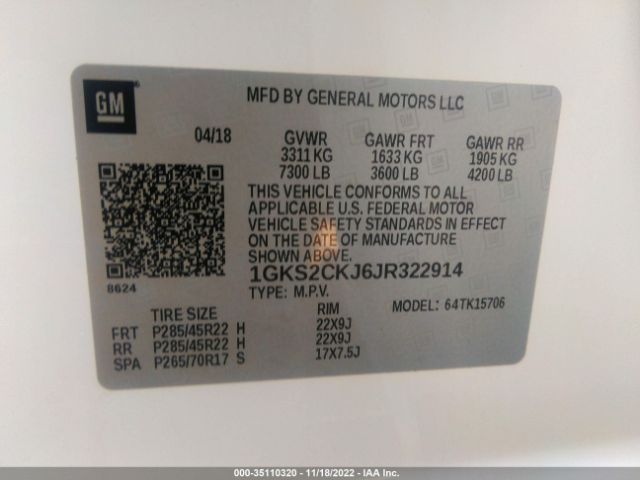 GM
MFD BY GENERAL MOTORS LLC
04/18 GVWR GAWR FRT GAWR RR
3311 KG 1633 KG 1905 KG
7300 LB 3600 LB 4200 LB
THIS VEHICLE CONFORMS TO ALL
APPLICABLE U.S. FEDERAL MOTOR
VEHICLE SAFETY STANDARDS IN EFFECT
ON THE DATE OF MANUFACTURE
SHOWN ABOVE.
1GKS2CKJ6JR322914
8624
TYPE: M.P.V. MODEL: 64TK15706
TIRE SIZE RIM
FRT P285/45R22 H 22X9J
RR P285/45R22 H 22X9J
SPA P265/70R17 S 17X7.5J
000-35110320 - 11/18/2022 - IAA Inc.